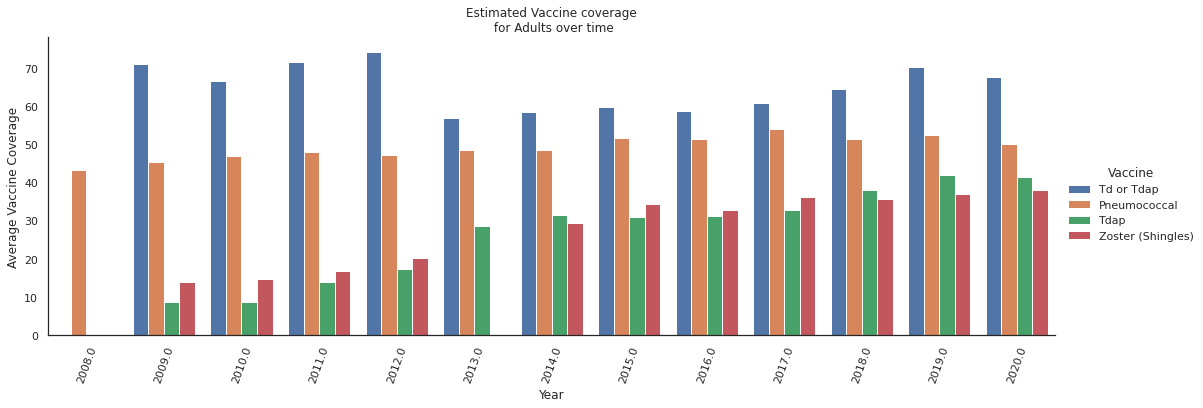 Estimated Vaccine coverage
for Adults over time
Average Vaccine Coverage
70
60
50
40
30
20
10
0
2008.0
2009.0
2010.0
2011.0
2012.0
2013.0
2014.0
2015.0
2016.0
2017.0
2018.0
2019.0
2020.0
Year
Vaccine
Td or Tdap
Pneumococcal
Tdap
Zoster (Shingles)